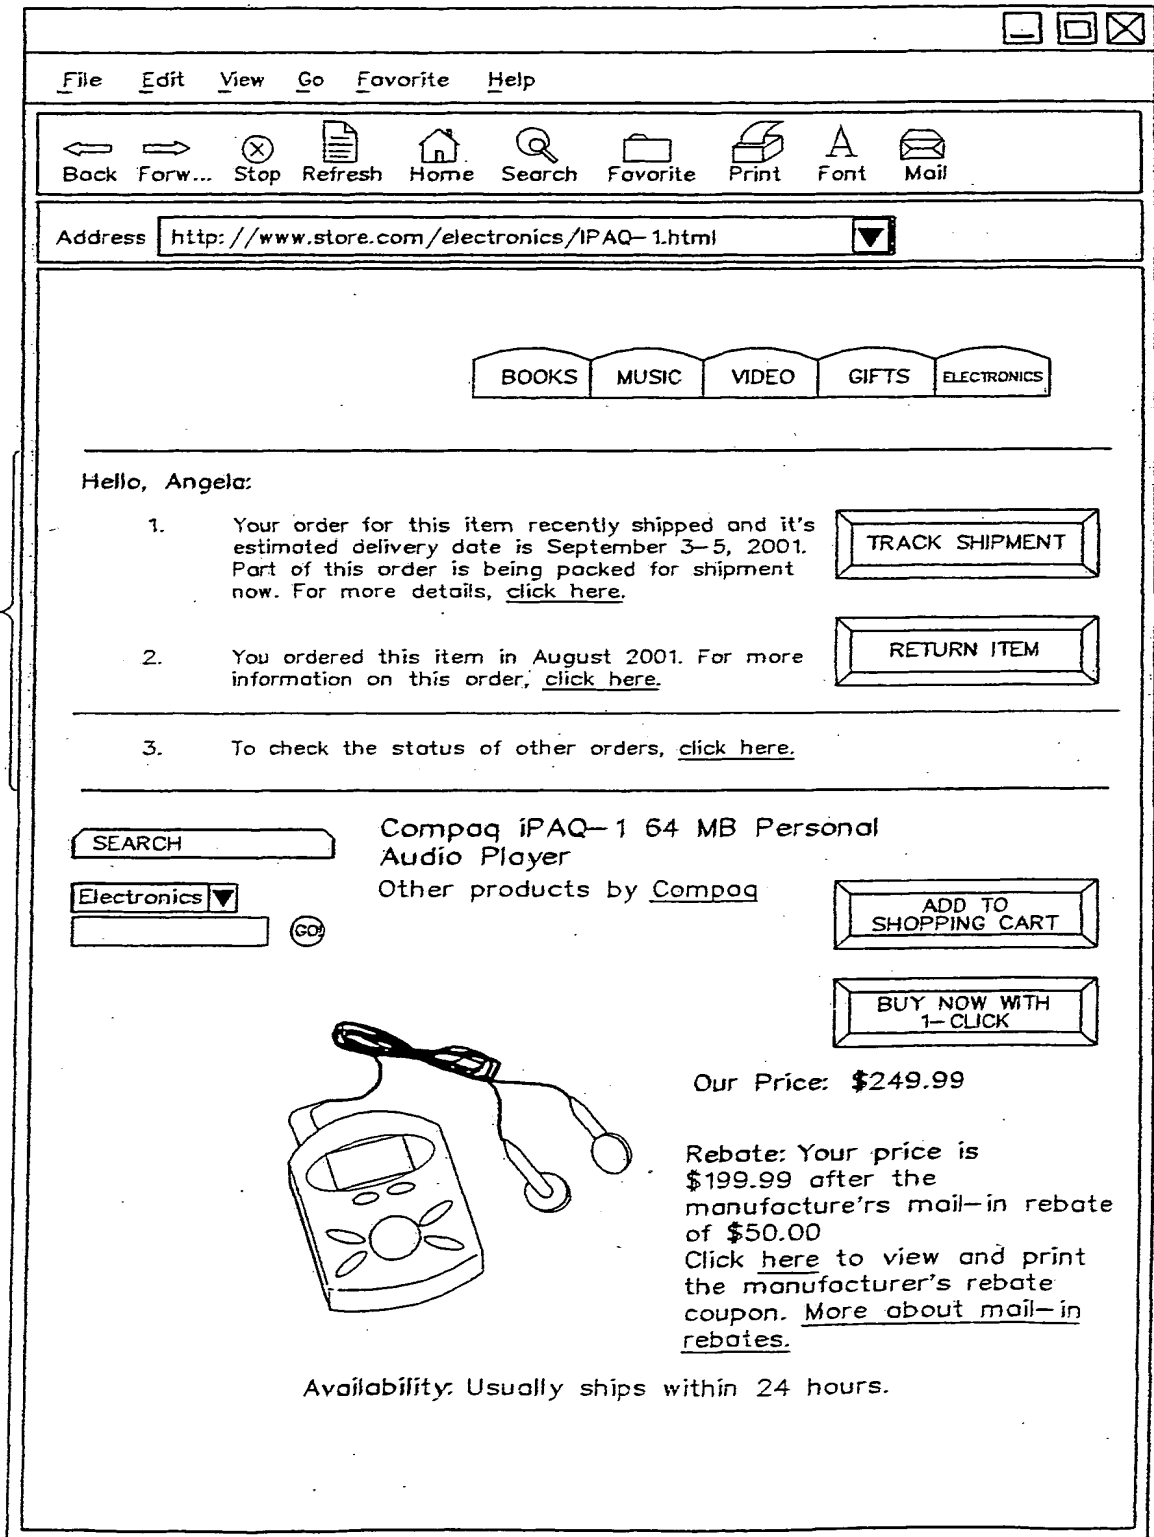 File Edit View Go Favorite Help
Back Forw... Stop Refresh Home Search Favorite Print Font Mail
Address http://www.store.com/electronics/IPAQ-1.html
BOOKS MUSIC VIDEO GIFTS ELECTRONICS
Hello, Angela:
1. Your order for this item recently shipped and it's
estimated delivery date is September 3-5, 2001.
Part of this order is being packed for shipment
now. For more details, click here.
TRACK SHIPMENT
2. You ordered this item in August 2001. For more
information on this order, click here.
RETURN ITEM
3. To check the status of other orders, click here.
SEARCH
Electronics
GO!
Compaq iPAQ-1 64 MB Personal
Audio Player
Other products by Compaq
ADD TO
SHOPPING CART
BUY NOW WITH
1-CLICK
Our Price: $249.99
Rebate: Your price is
$199.99 after the
manufacture'rs mail-in rebate
of $50.00
Click here to view and print
the manufacturer's rebate
coupon. More about mail-in
rebates.
Availability: Usually ships within 24 hours.